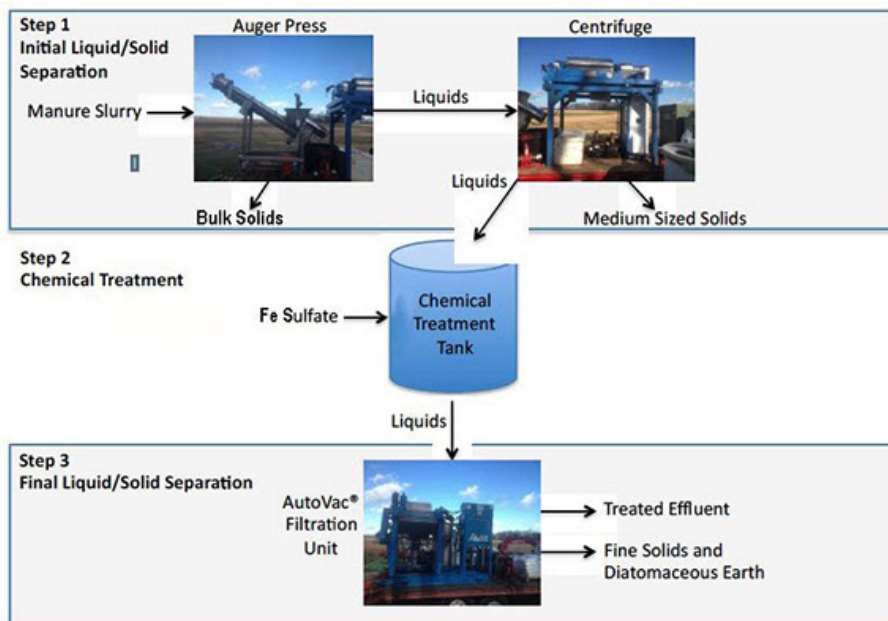 Step 1
Initial Liquid/Solid
Separation
Auger Press
Centrifuge
Manure Slurry
Liquids
Liquids
Bulk Solids
Medium Sized Solids
Step 2
Chemical Treatment
Fe Sulfate
Chemical
Treatment
Tank
Liquids
Step 3
Final Liquid/Solid Separation
AutoVac®
Filtration
Unit
Treated Effluent
Fine Solids and
Diatomaceous Earth